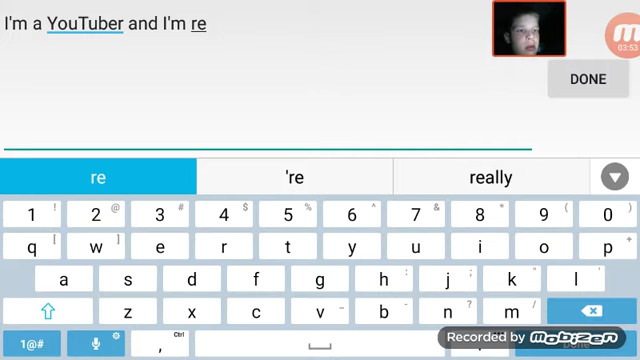 I'm a YouTuber and I'm re
03:53
DONE
re 're really
1 ! 2 @ 3 # 4 $ 5 % 6 ^ 7 & 8 * 9 ( 0 )
q [ w ] e r t y u i o p +
a s d f g h : j ; k " l '
z x c v – b - n ? m /
1@# , Ctrl
Recorded by mobizen